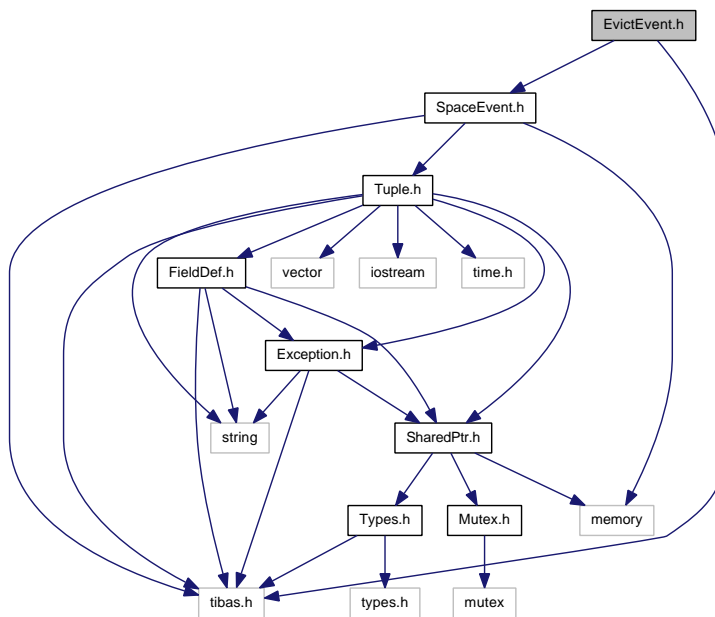 EvictEvent.h
SpaceEvent.h
Tuple.h
FieldDef.h
vector
iostream
time.h
Exception.h
string
SharedPtr.h
Types.h
Mutex.h
memory
tibas.h
types.h
mutex